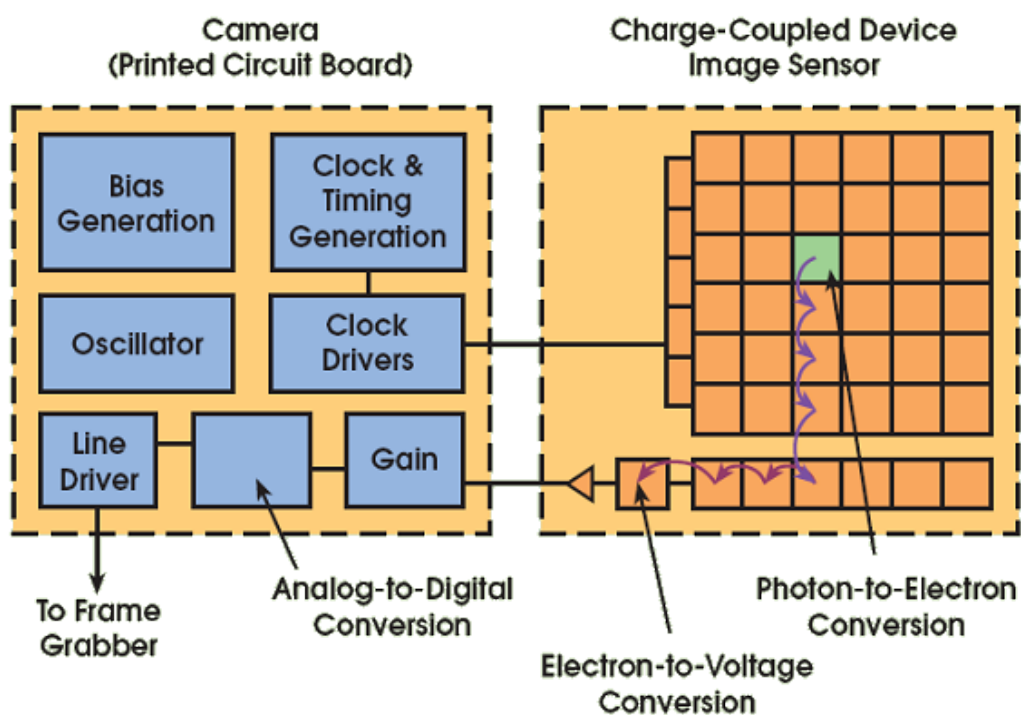 Camera
(Printed Circuit Board)
Charge-Coupled Device
Image Sensor
Bias
Generation
Clock &
Timing
Generation
Oscillator
Clock
Drivers
Line
Driver
Gain
To Frame
Grabber
Analog-to-Digital
Conversion
Photon-to-Electron
Conversion
Electron-to-Voltage
Conversion